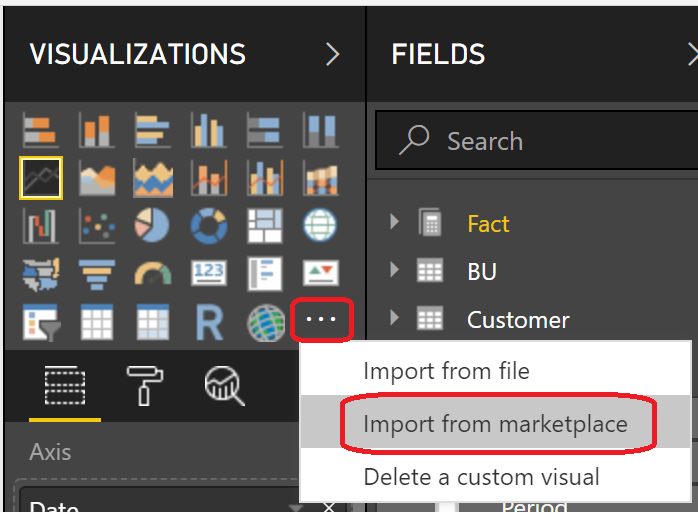 VISUALIZATIONS
FIELDS
Search
Fact
BU
Customer
123
R
...
Import from file
Import from marketplace
Delete a custom visual
Axis
Date
Period